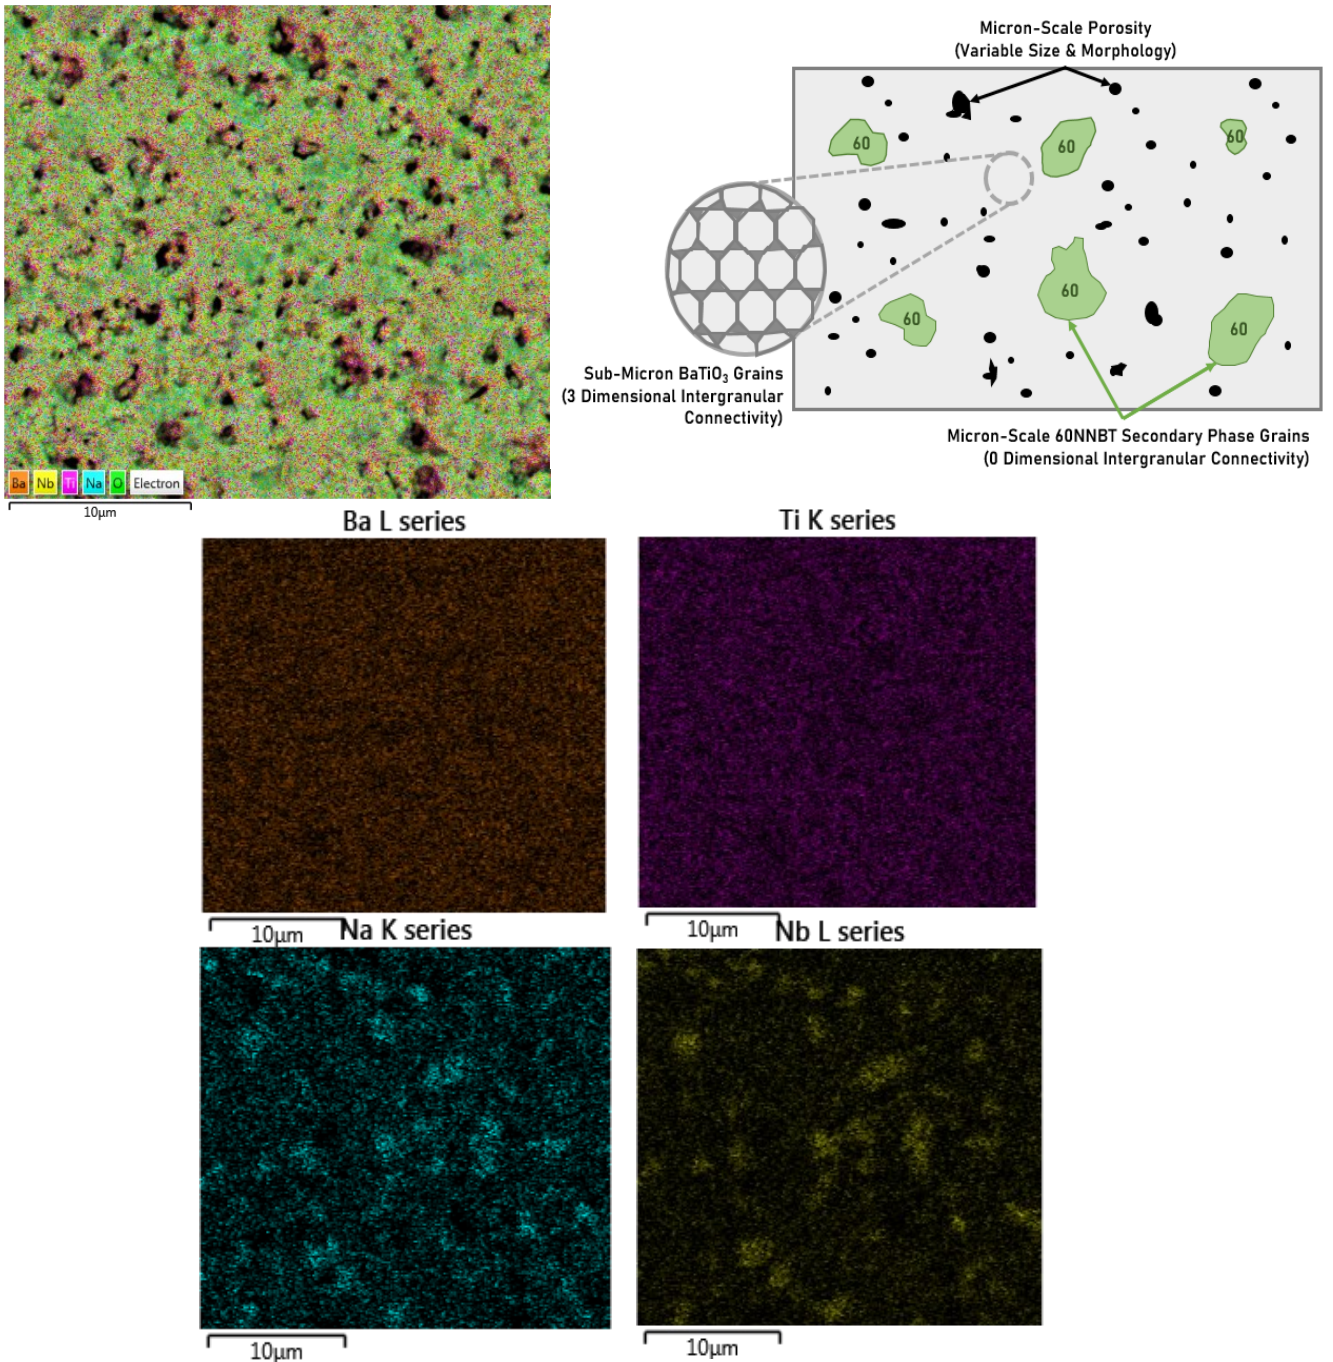 Ba Nb Ti Na O Electron
10µm
Micron-Scale Porosity
(Variable Size & Morphology)
60
60
60
60
60
60
Sub-Micron BaTiO₃ Grains
(3 Dimensional Intergranular
Connectivity)
Micron-Scale 60NNBT Secondary Phase Grains
(0 Dimensional Intergranular Connectivity)
Ba L series
10µm
Ti K series
10µm
Na K series
10µm
Nb L series
10µm